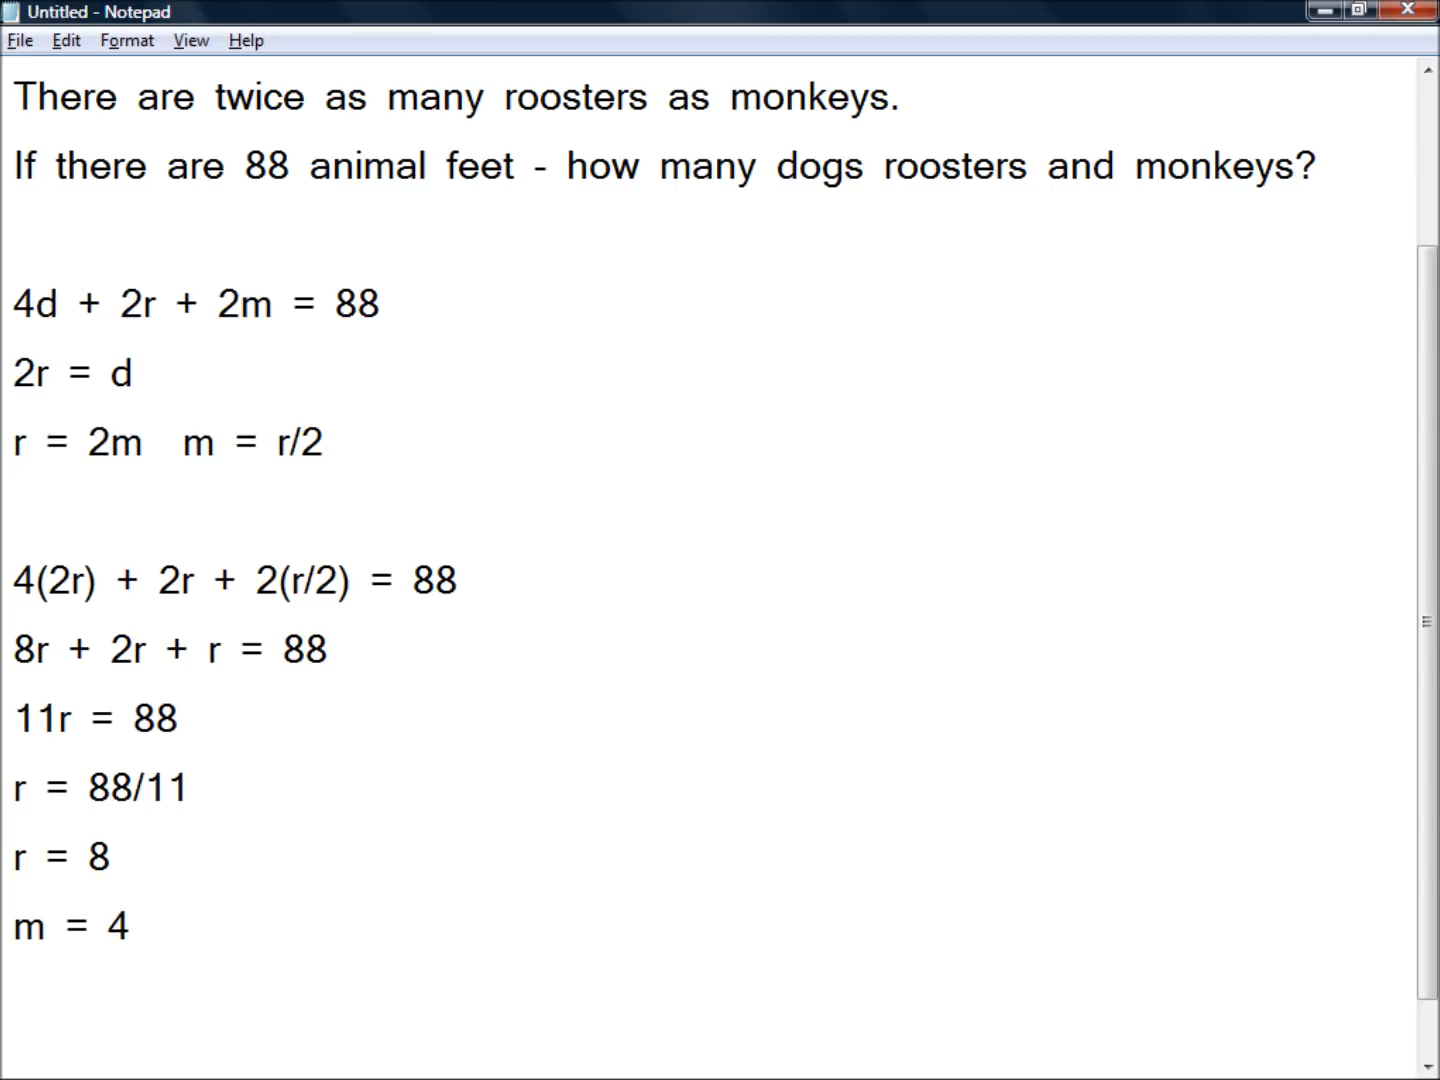 Untitled - Notepad
File Edit Format View Help
There are twice as many roosters as monkeys.
If there are 88 animal feet - how many dogs roosters and monkeys?
4d + 2r + 2m = 88
2r = d
r = 2m m = r/2
4(2r) + 2r + 2(r/2) = 88
8r + 2r + r = 88
11r = 88
r = 88/11
r = 8
m = 4